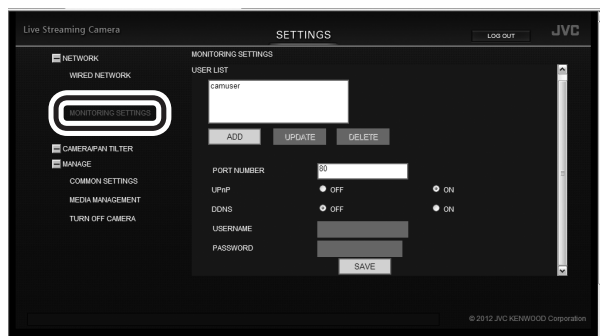 Live Streaming Camera
SETTINGS
LOG OUT
JVC
NETWORK
WIRED NETWORK
MONITORING SETTINGS
CAMERA/PAN TILTER
MANAGE
COMMON SETTINGS
MEDIA MANAGEMENT
TURN OFF CAMERA
MONITORING SETTINGS
USER LIST
camuser
ADD UPDATE DELETE
PORT NUMBER 80
UPnP OFF ON
DDNS OFF ON
USERNAME
PASSWORD
SAVE
© 2012 JVC KENWOOD Corporation